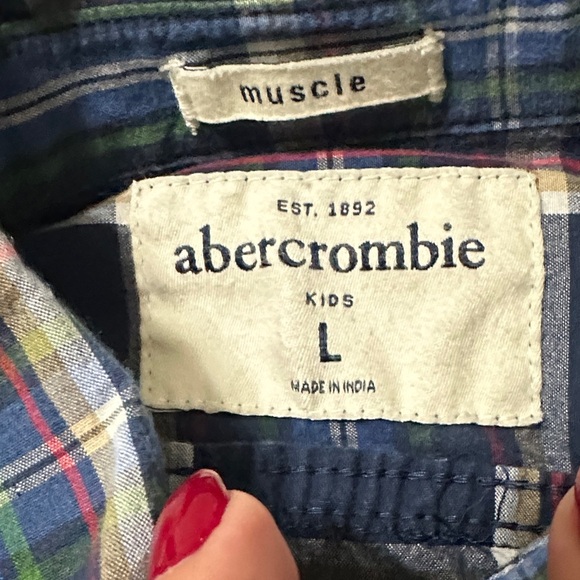 muscle
EST. 1892
abercrombie
KIDS
L
MADE IN INDIA